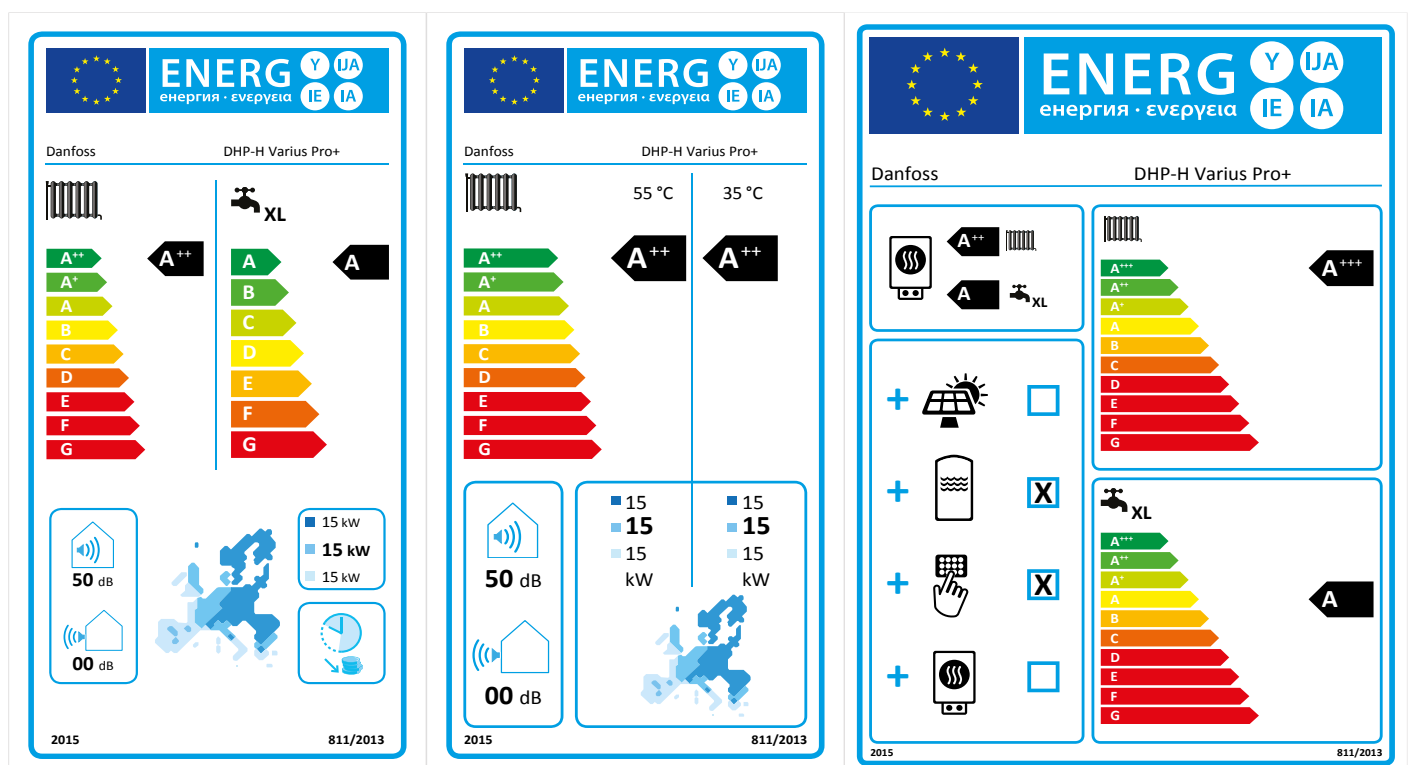 ENERG Y IJA
енергия · ενεργεια IE IA
Danfoss DHP-H Varius Pro+
XL
A++ A++ A A
A+ B
A C
B D
C E
D F
E G
F
G
50 dB
00 dB
15 kW
15 kW
15 kW
2015 811/2013
ENERG Y IJA
енергия · ενεργεια IE IA
Danfoss DHP-H Varius Pro+
55 °C 35 °C
A++ A++ A++
A+
A
B
C
D
E
F
G
50 dB
00 dB
15 15
15 15
15 15
kW kW
2015 811/2013
ENERG Y IJA
енергия · ενεργεια IE IA
Danfoss DHP-H Varius Pro+
A++
A XL
+
+ X
+ X
+
A+++ A+++
A++
A+
A
B
C
D
E
F
G
XL
A+++
A++
A+
A A
B
C
D
E
F
G
2015 811/2013